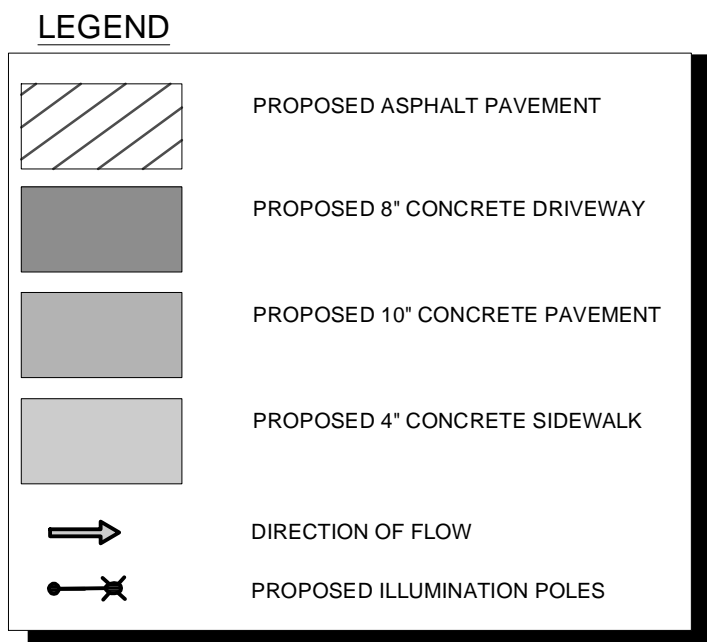 LEGEND
PROPOSED ASPHALT PAVEMENT
PROPOSED 8" CONCRETE DRIVEWAY
PROPOSED 10" CONCRETE PAVEMENT
PROPOSED 4" CONCRETE SIDEWALK
DIRECTION OF FLOW
PROPOSED ILLUMINATION POLES